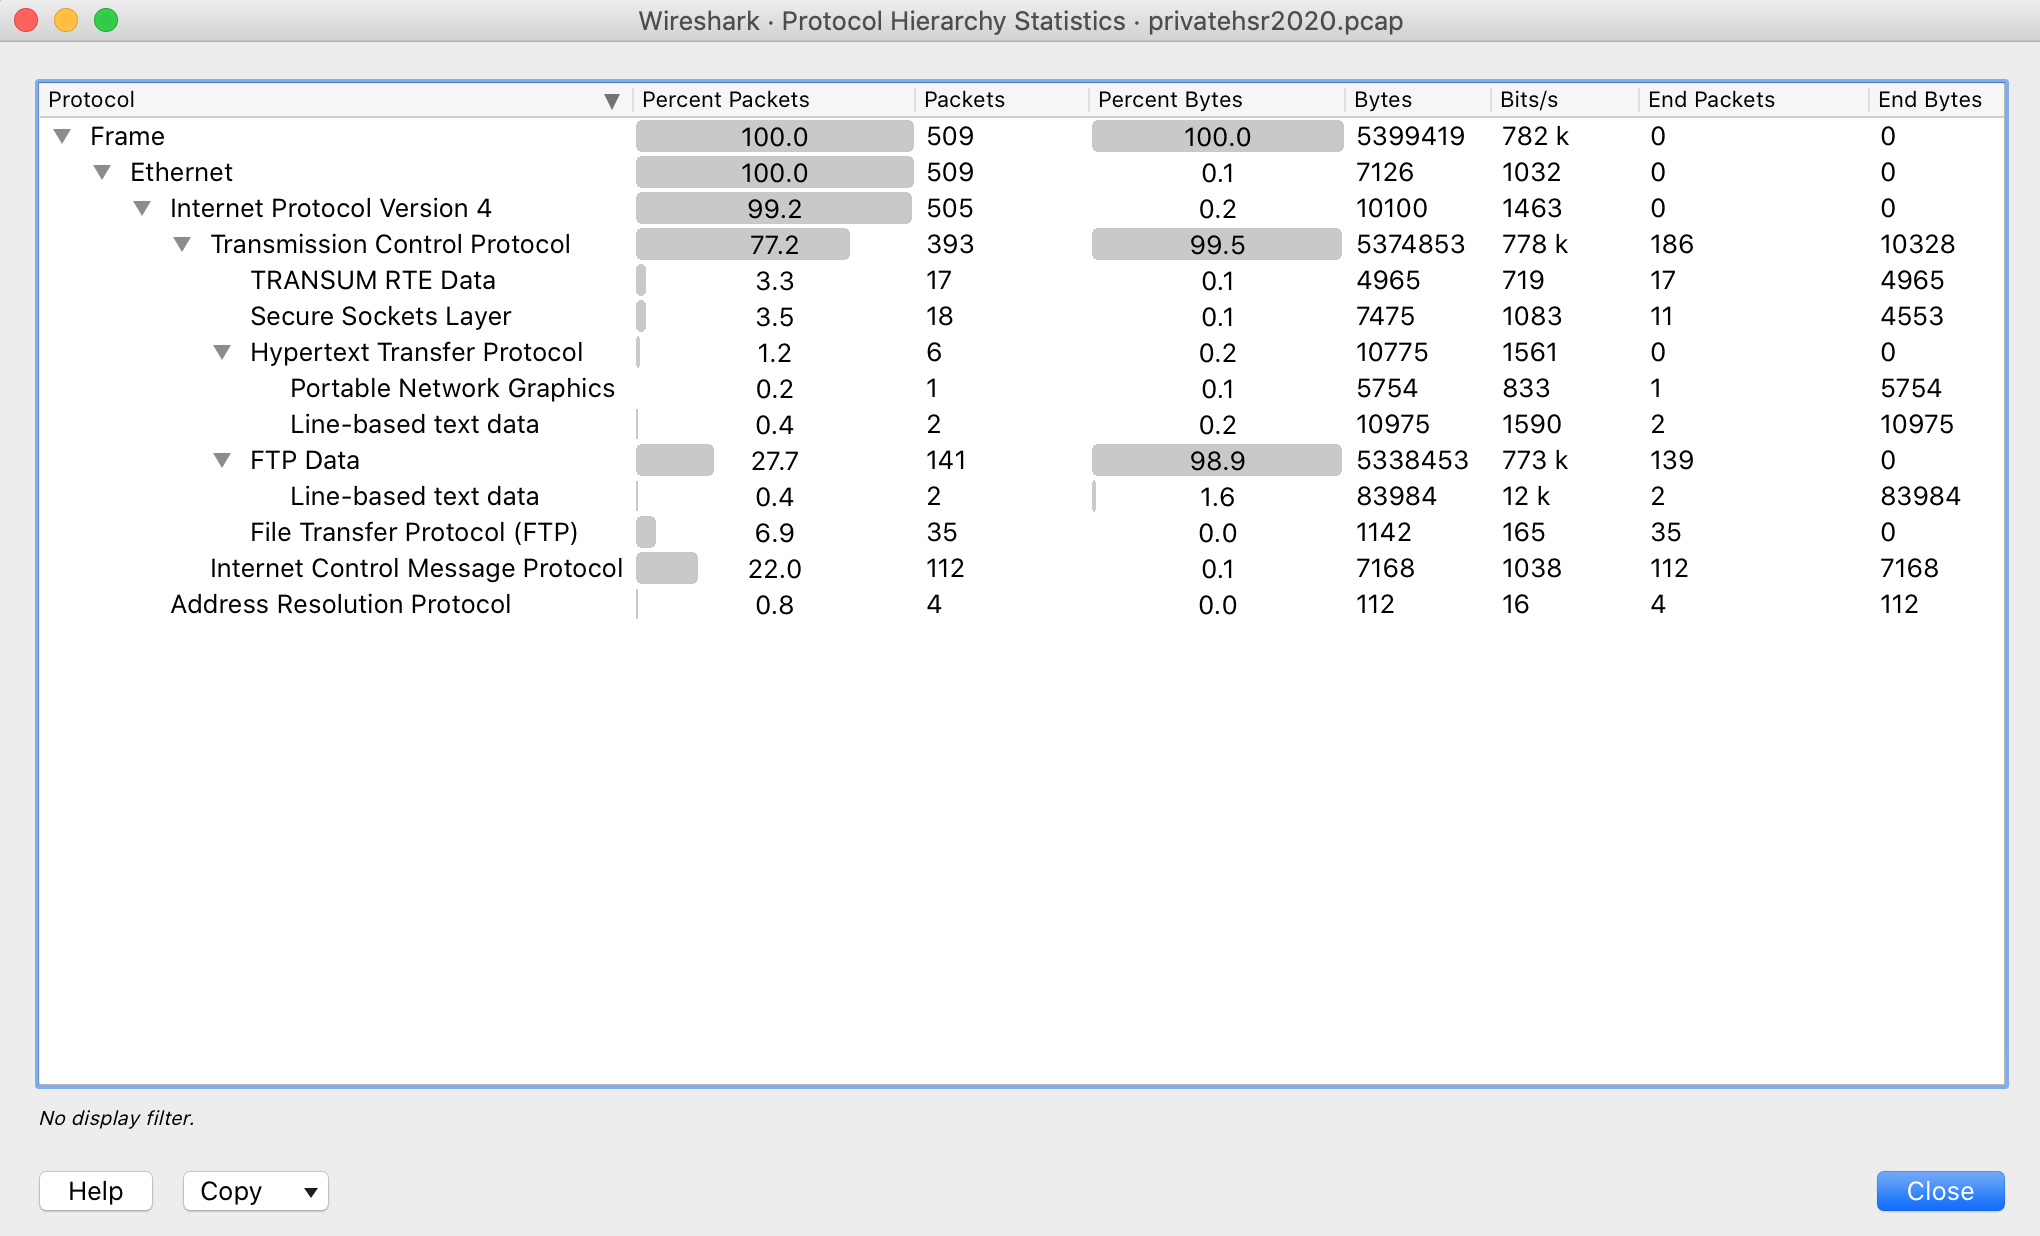 Wireshark · Protocol Hierarchy Statistics · privatehsr2020.pcap
Protocol Percent Packets Packets Percent Bytes Bytes Bits/s End Packets End Bytes
Frame 100.0 509 100.0 5399419 782 k 0 0
Ethernet 100.0 509 0.1 7126 1032 0 0
Internet Protocol Version 4 99.2 505 0.2 10100 1463 0 0
Transmission Control Protocol 77.2 393 99.5 5374853 778 k 186 10328
TRANSUM RTE Data 3.3 17 0.1 4965 719 17 4965
Secure Sockets Layer 3.5 18 0.1 7475 1083 11 4553
Hypertext Transfer Protocol 1.2 6 0.2 10775 1561 0 0
Portable Network Graphics 0.2 1 0.1 5754 833 1 5754
Line-based text data 0.4 2 0.2 10975 1590 2 10975
FTP Data 27.7 141 98.9 5338453 773 k 139 0
Line-based text data 0.4 2 1.6 83984 12 k 2 83984
File Transfer Protocol (FTP) 6.9 35 0.0 1142 165 35 0
Internet Control Message Protocol 22.0 112 0.1 7168 1038 112 7168
Address Resolution Protocol 0.8 4 0.0 112 16 4 112
No display filter.
Help Copy Close